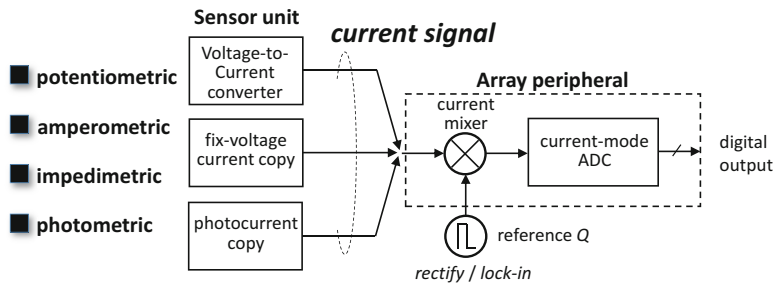 Sensor unit
current signal
Voltage-to-
Current
converter
potentiometric
amperometric
impedimetric
photometric
fix-voltage
current copy
photocurrent
copy
Array peripheral
current
mixer
current-mode
ADC
digital
output
reference Q
rectify / lock-in